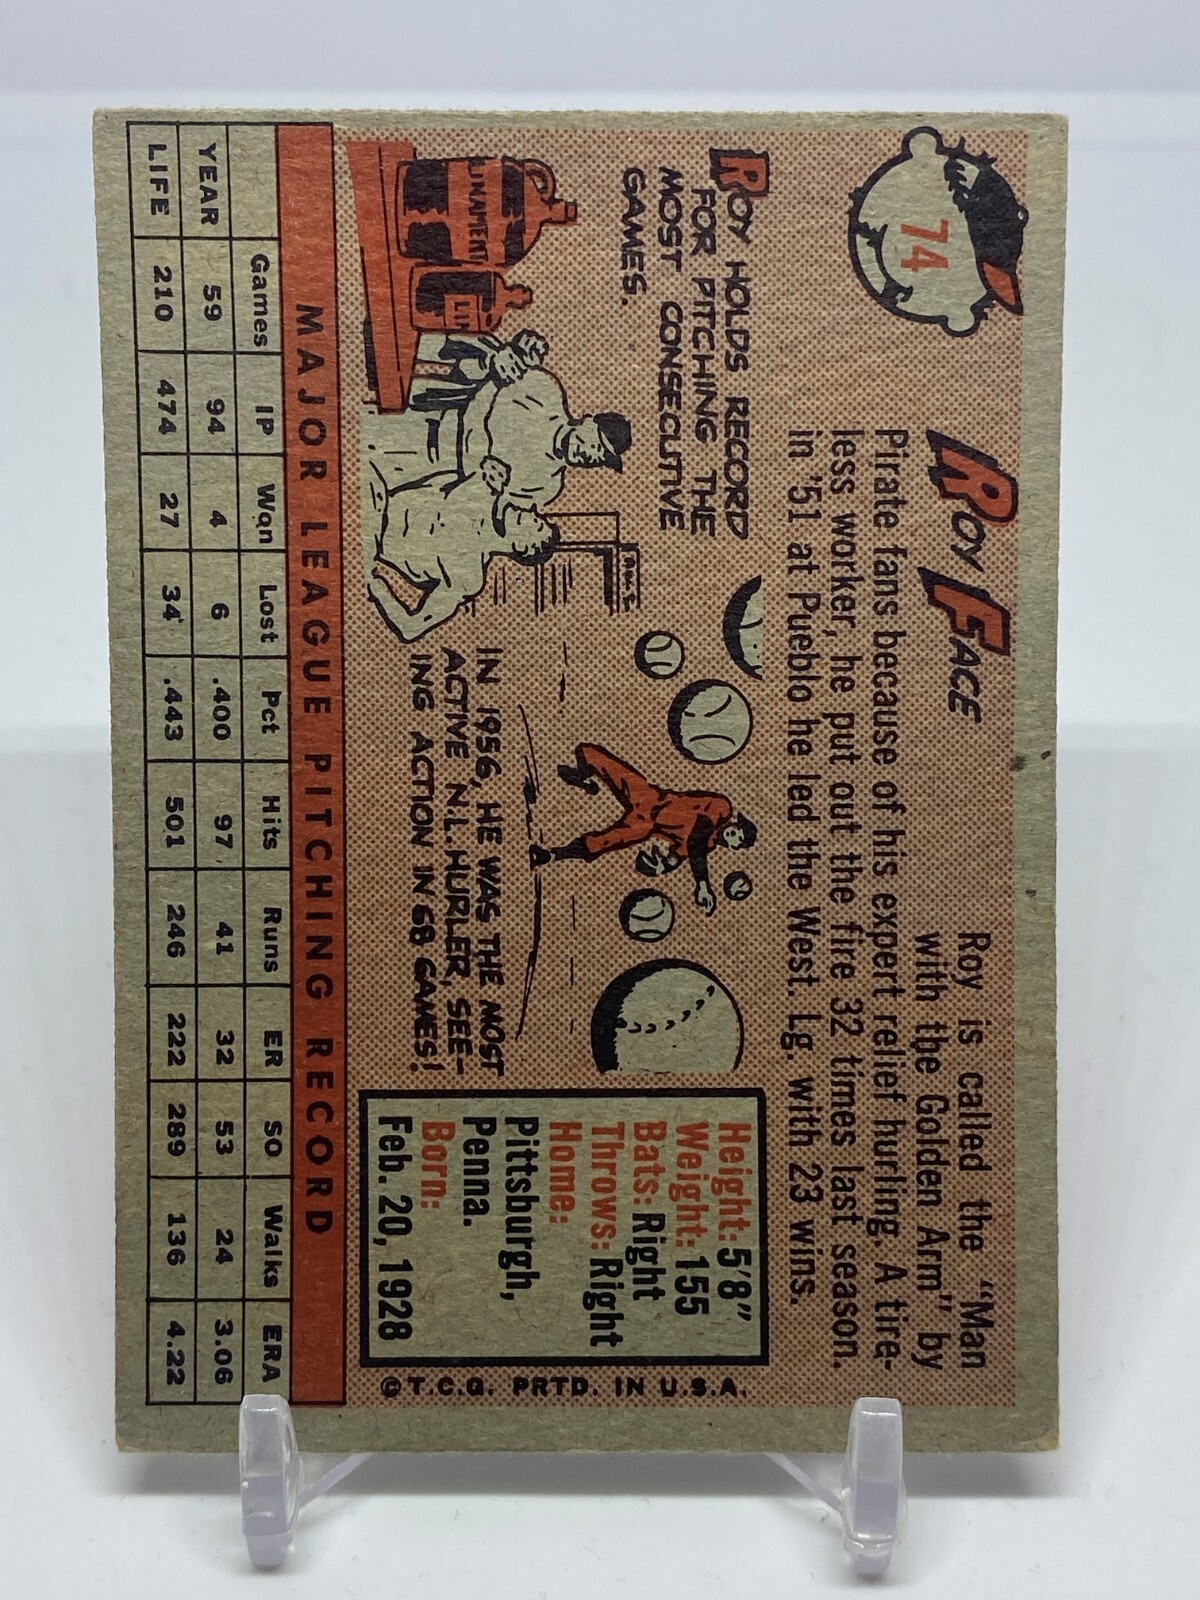 74
ROY FACE
Roy is called the "Man
with the Golden Arm" by
Pirate fans because of his expert relief hurling. A tire-
less worker, he put out the fire 32 times last season.
in '51 at Pueblo he led the West. Lg. with 23 wins.
ROY HOLDS RECORD
FOR PITCHING THE
MOST CONSECUTIVE
GAMES.
LINAMENT
LIN
IN 1956, HE WAS THE MOST
ACTIVE N.L. HURLER, SEE-
ING ACTION IN 68 GAMES!
Height: 5'8"
Weight: 155
Bats: Right
Throws: Right
Home:
Pittsburgh,
Penna.
Born:
Feb. 20, 1928
©T.C.G. PRTD. IN U.S.A.
MAJOR LEAGUE PITCHING RECORD
Games IP Won Lost Pct Hits Runs ER SO Walks ERA
YEAR 59 94 4 6 .400 97 41 32 53 24 3.06
LIFE 210 474 27 34 .443 501 246 222 289 136 4.22